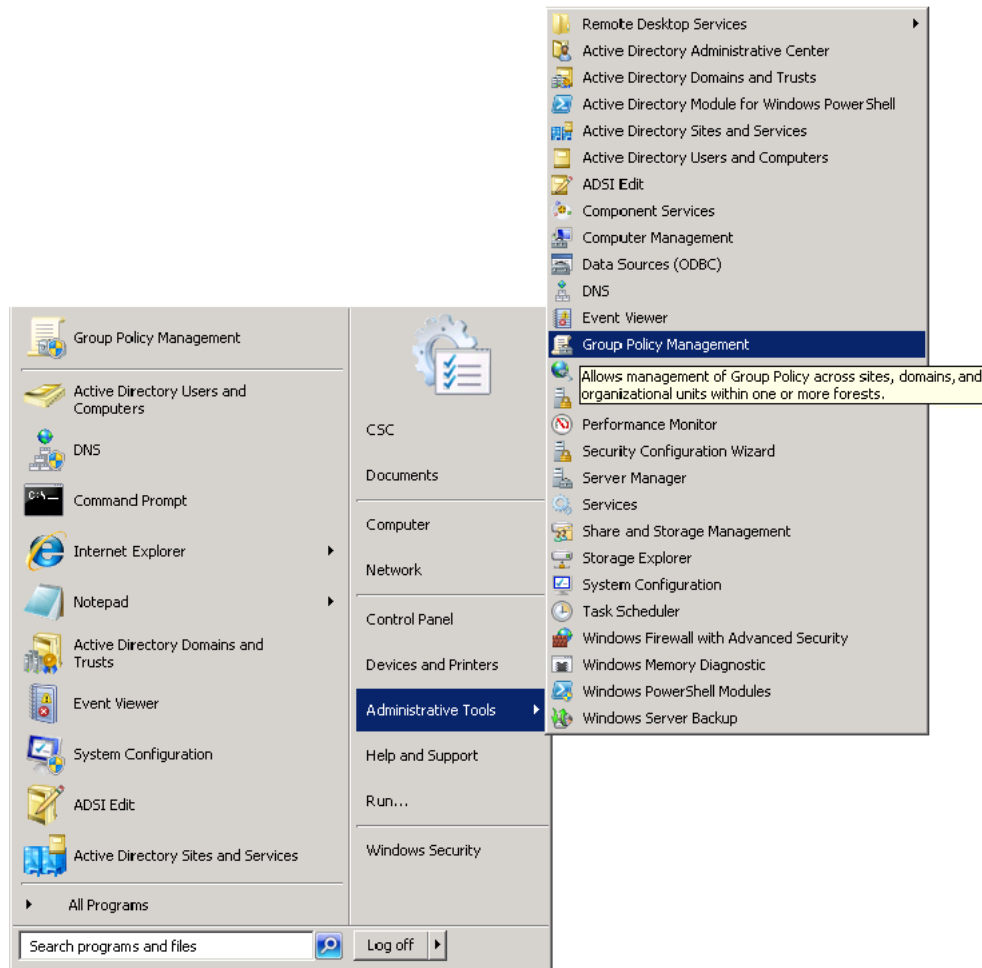 Remote Desktop Services
Active Directory Administrative Center
Active Directory Domains and Trusts
Active Directory Module for Windows PowerShell
Active Directory Sites and Services
Active Directory Users and Computers
ADSI Edit
Component Services
Computer Management
Data Sources (ODBC)
DNS
Event Viewer
Group Policy Management
Allows management of Group Policy across sites, domains, and
organizational units within one or more forests.
Performance Monitor
Security Configuration Wizard
Server Manager
Services
Share and Storage Management
Storage Explorer
System Configuration
Task Scheduler
Windows Firewall with Advanced Security
Windows Memory Diagnostic
Windows PowerShell Modules
Windows Server Backup
Group Policy Management
Active Directory Users and
Computers
DNS
Command Prompt
Internet Explorer
Notepad
Active Directory Domains and
Trusts
Event Viewer
System Configuration
ADSI Edit
Active Directory Sites and Services
All Programs
Search programs and files
CSC
Documents
Computer
Network
Control Panel
Devices and Printers
Administrative Tools
Help and Support
Run...
Windows Security
Log off